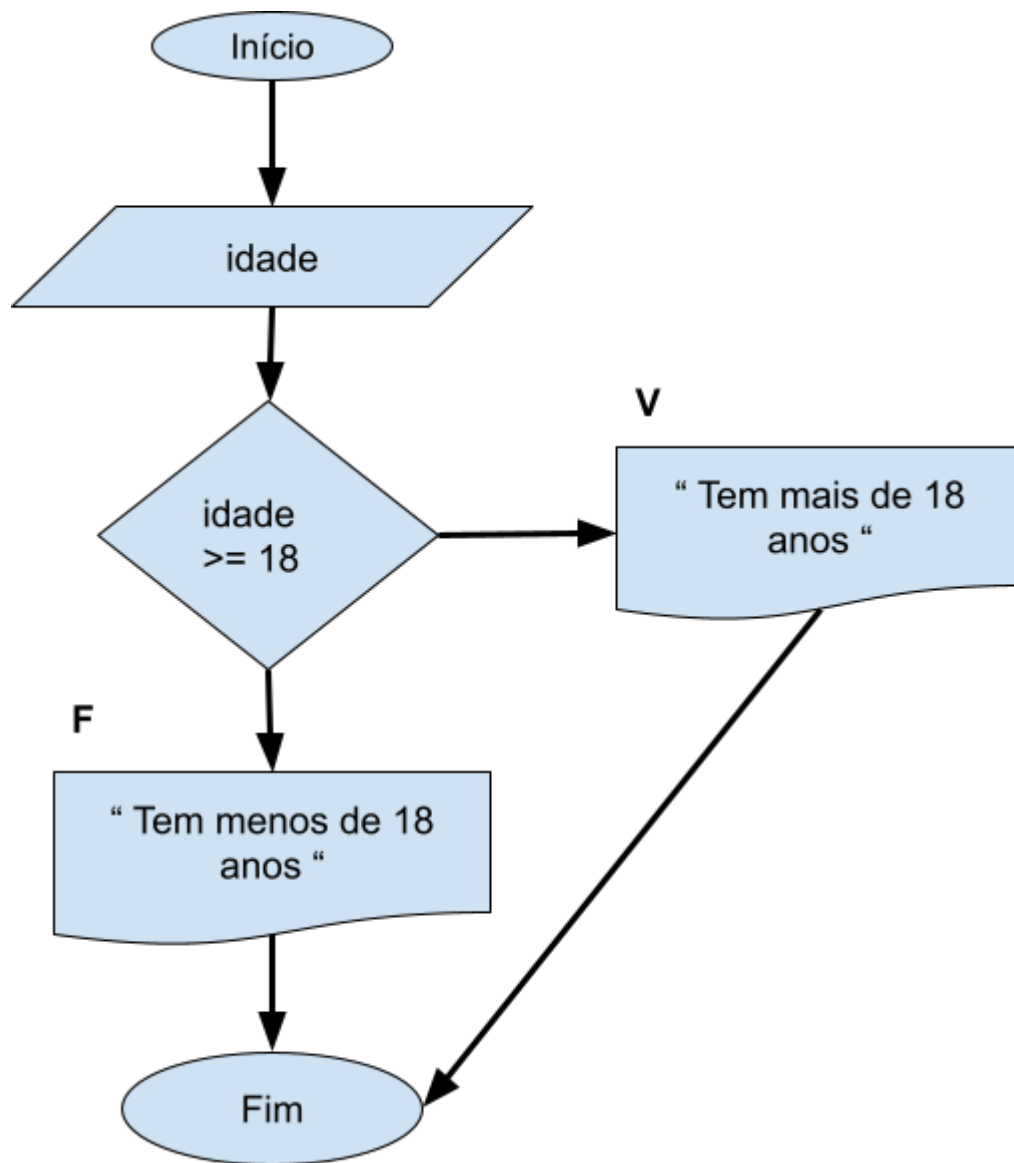 Início
idade
idade
>= 18
V
“ Tem mais de 18
anos “
F
“ Tem menos de 18
anos “
Fim